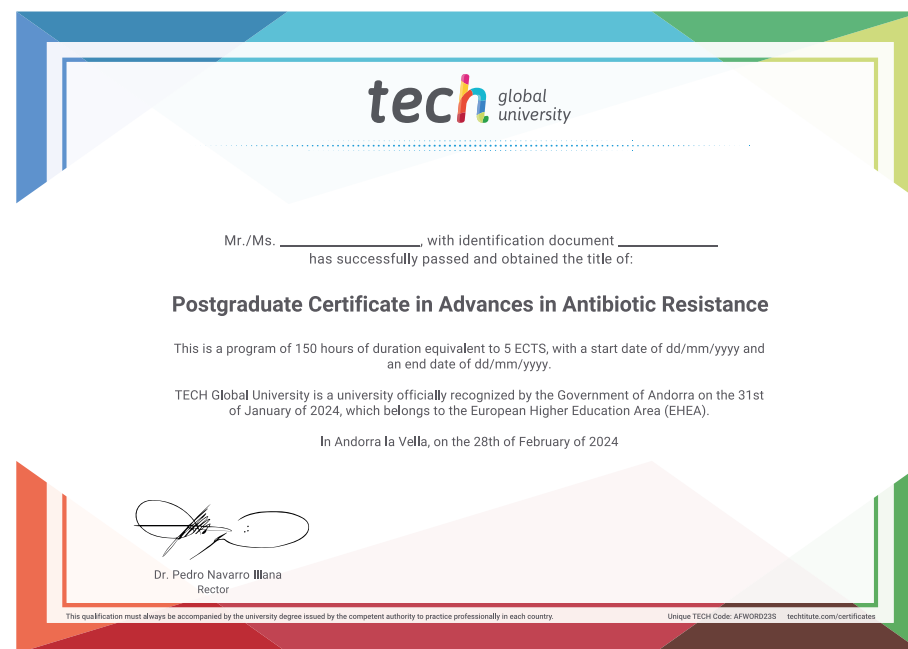 tech global
university
Mr./Ms. ____________________, with identification document ______________
has successfully passed and obtained the title of:
Postgraduate Certificate in Advances in Antibiotic Resistance
This is a program of 150 hours of duration equivalent to 5 ECTS, with a start date of dd/mm/yyyy and
an end date of dd/mm/yyyy.
TECH Global University is a university officially recognized by the Government of Andorra on the 31st
of January of 2024, which belongs to the European Higher Education Area (EHEA).
In Andorra la Vella, on the 28th of February of 2024
Dr. Pedro Navarro Illana
Rector
This qualification must always be accompanied by the university degree issued by the competent authority to practice professionally in each country.
Unique TECH Code: AFWORD23S techtitute.com/certificates